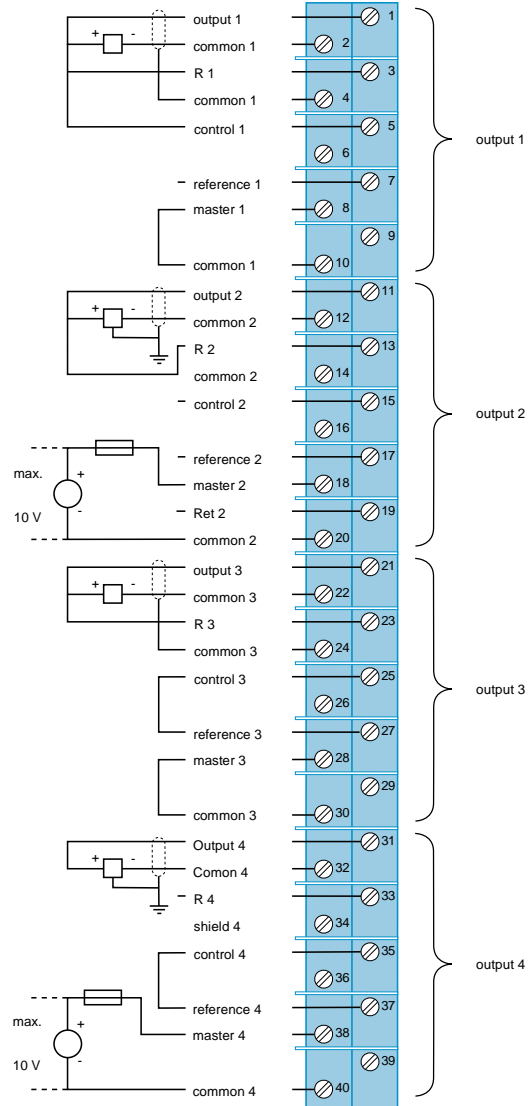 output 1 1
+ - common 1 2
R 1 3
common 1 4
control 1 5
output 1
6
reference 1 7
master 1 8
9
common 1 10
output 2 11
+ - common 2 12
R 2 13
common 2 14
control 2 15
output 2
16
reference 2 17
max. + master 2 18
10 V - Ret 2 19
common 2 20
output 3 21
+ - common 3 22
R 3 23
common 3 24
control 3 25
output 3
26
reference 3 27
master 3 28
29
common 3 30
Output 4 31
+ - Comon 4 32
R 4 33
shield 4 34
control 4 35
output 4
36
reference 4 37
max. + master 4 38
10 V - 39
common 4 40